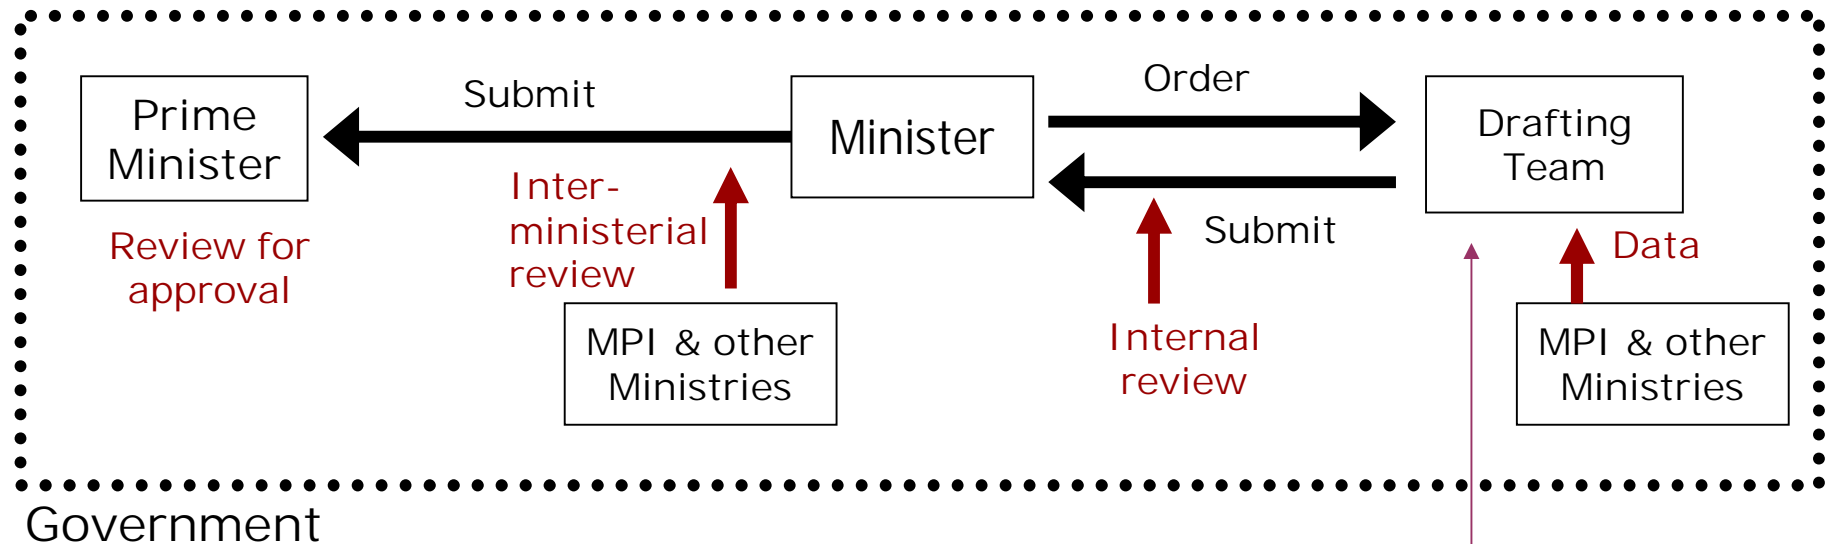 Prime
Minister
Submit
Minister
Order
Drafting
Team
Review for
approval
Inter-
ministerial
review
Submit
Data
MPI & other
Ministries
Internal
review
MPI & other
Ministries
Government